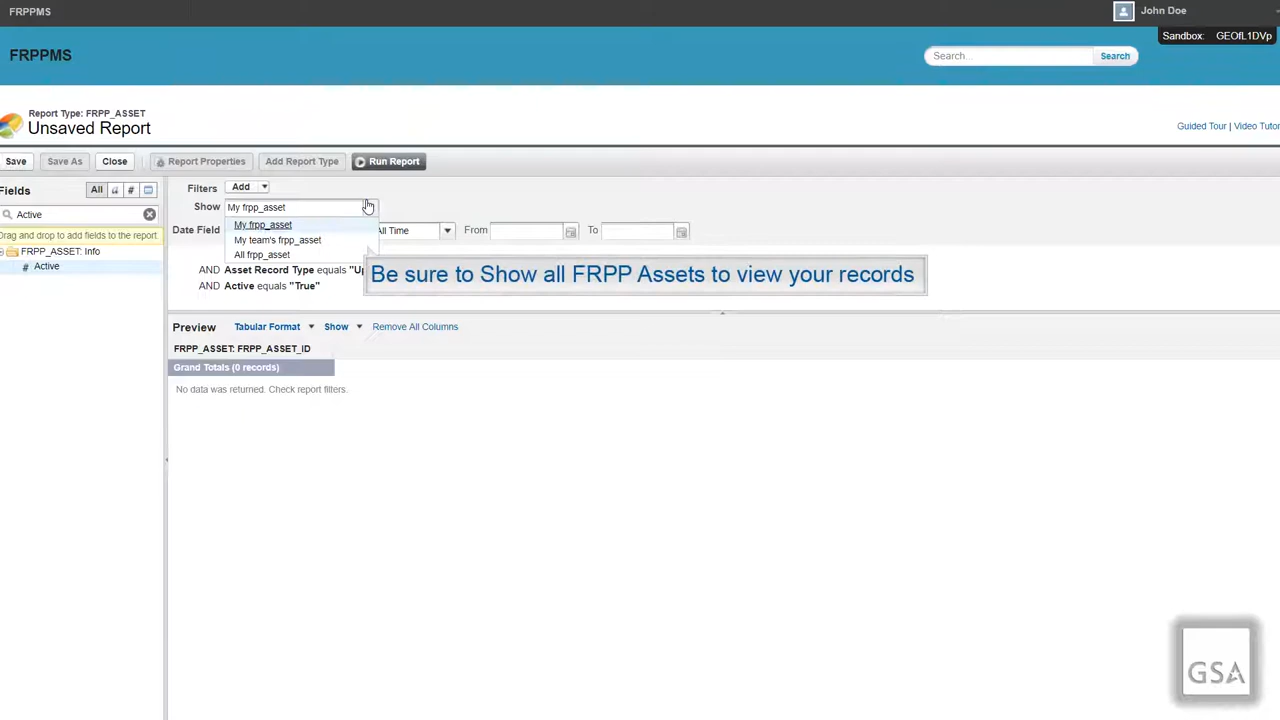 FRPPMS
John Doe
Sandbox: GEOfL1DVp
FRPPMS
Search...
Search
Report Type: FRPP_ASSET
Unsaved Report
Guided Tour | Video Tutor
Save
Save As
Close
Report Properties
Add Report Type
Run Report
Fields
All
#
Active
Drag and drop to add fields to the report.
FRPP_ASSET: Info
# Active
Filters
Add
Show
My frpp_asset
My frpp_asset
My team's frpp_asset
All frpp_asset
Date Field
All Time
From
To
AND Asset Record Type equals "Up
AND Active equals "True"
Be sure to Show all FRPP Assets to view your records
Preview
Tabular Format
Show
Remove All Columns
FRPP_ASSET: FRPP_ASSET_ID
Grand Totals (0 records)
No data was returned. Check report filters.
GSA